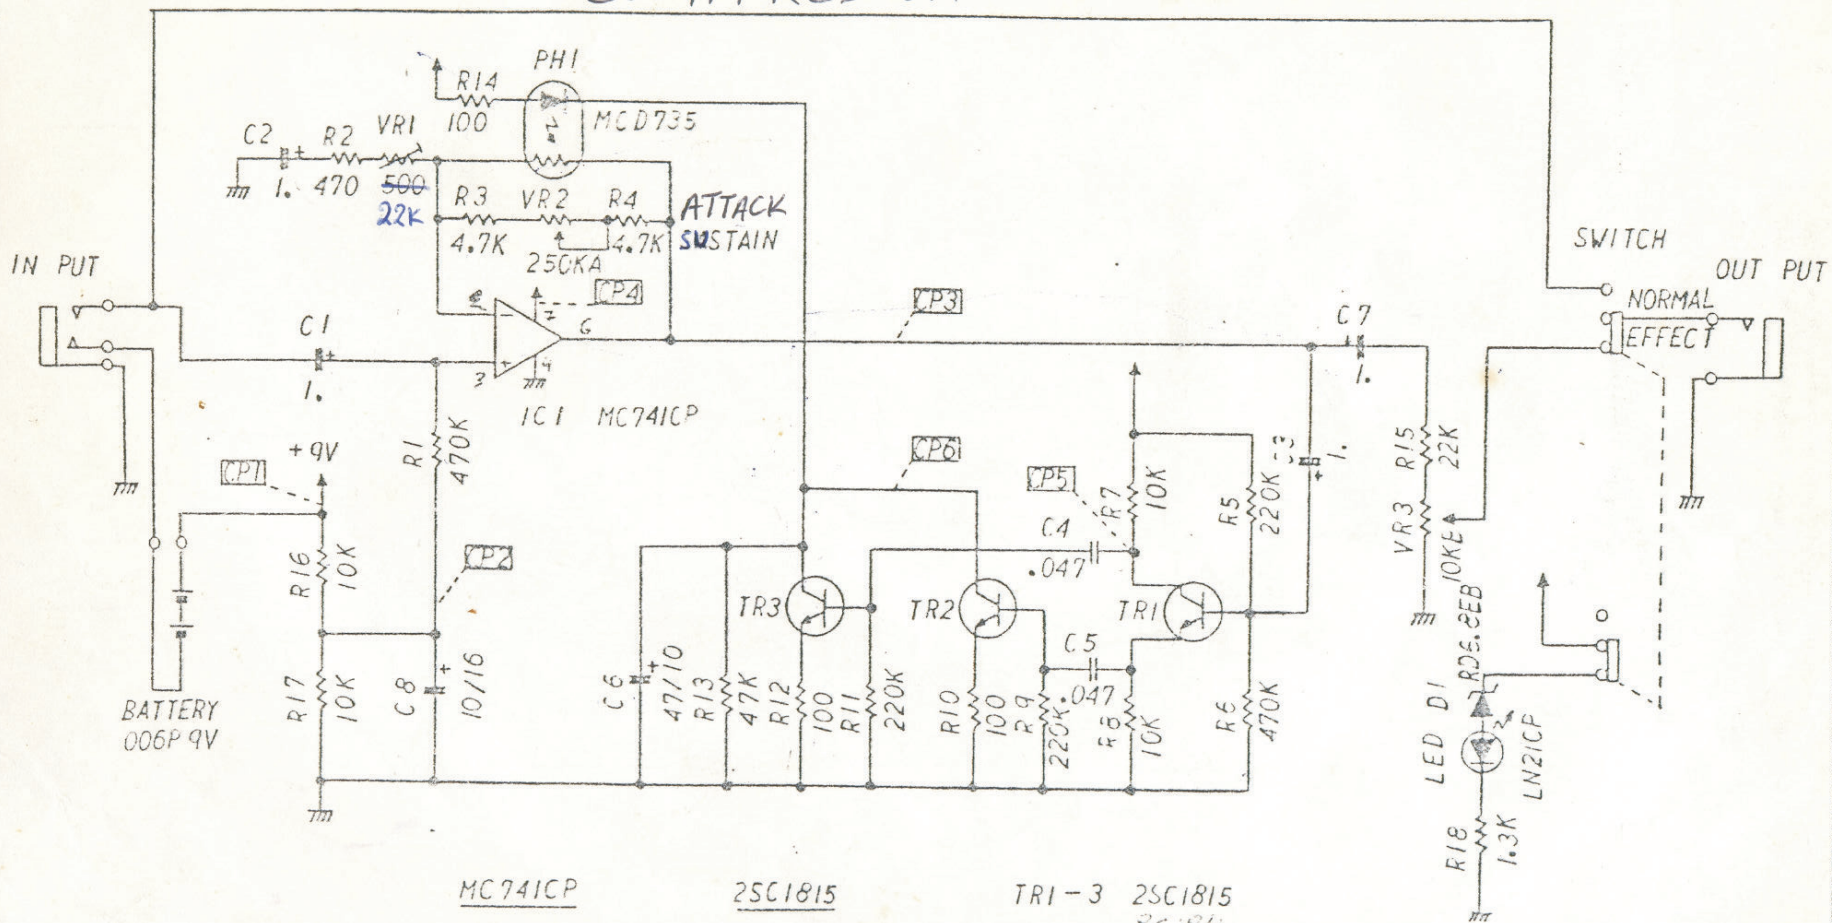 PH1
R14
100
MCD735
C2 + R2 VR1
1. 470 500
22K
R3 VR2 R4 ATTACK
4.7K 4.7K SUSTAIN
250KA
IN PUT
SWITCH
OUT PUT
NORMAL
EFFECT
CP4
7
6
CP3
C7
1.
C1
+
1.
3
4
IC1 MC741CP
+9V
CP1
R1
470K
CP6
CP5
R7
10K
R5
220K
1.
+
R15
22K
VR3
10KB
R16
10K
CP2
C4
.047
TR3
TR2
TR1
C5
.047
R17
10K
C8
+
10/16
C6
+
47/10
R13
47K
R12
100
R11
220K
R10
100
R9
220K
R8
10K
R6
470K
BATTERY
006P 9V
LED D1
LN21CP
R18
1.3K
MC741CP
2SC1815
TR1-3 2SC1815